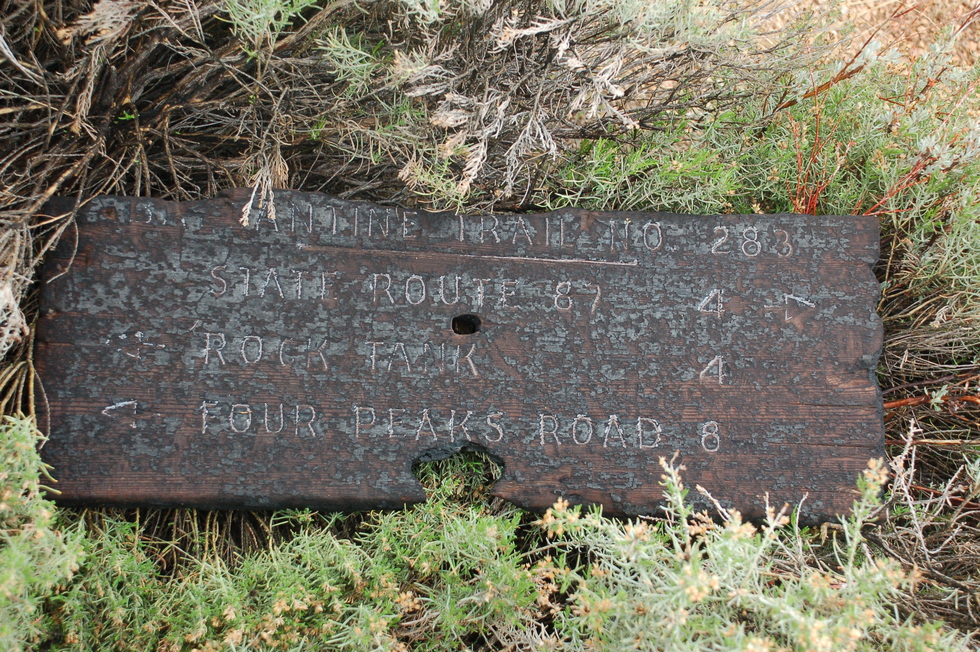 TRAIL NO. 283
STATE ROUTE 87 4
ROCK TANK 4
FOUR PEAKS ROAD 8